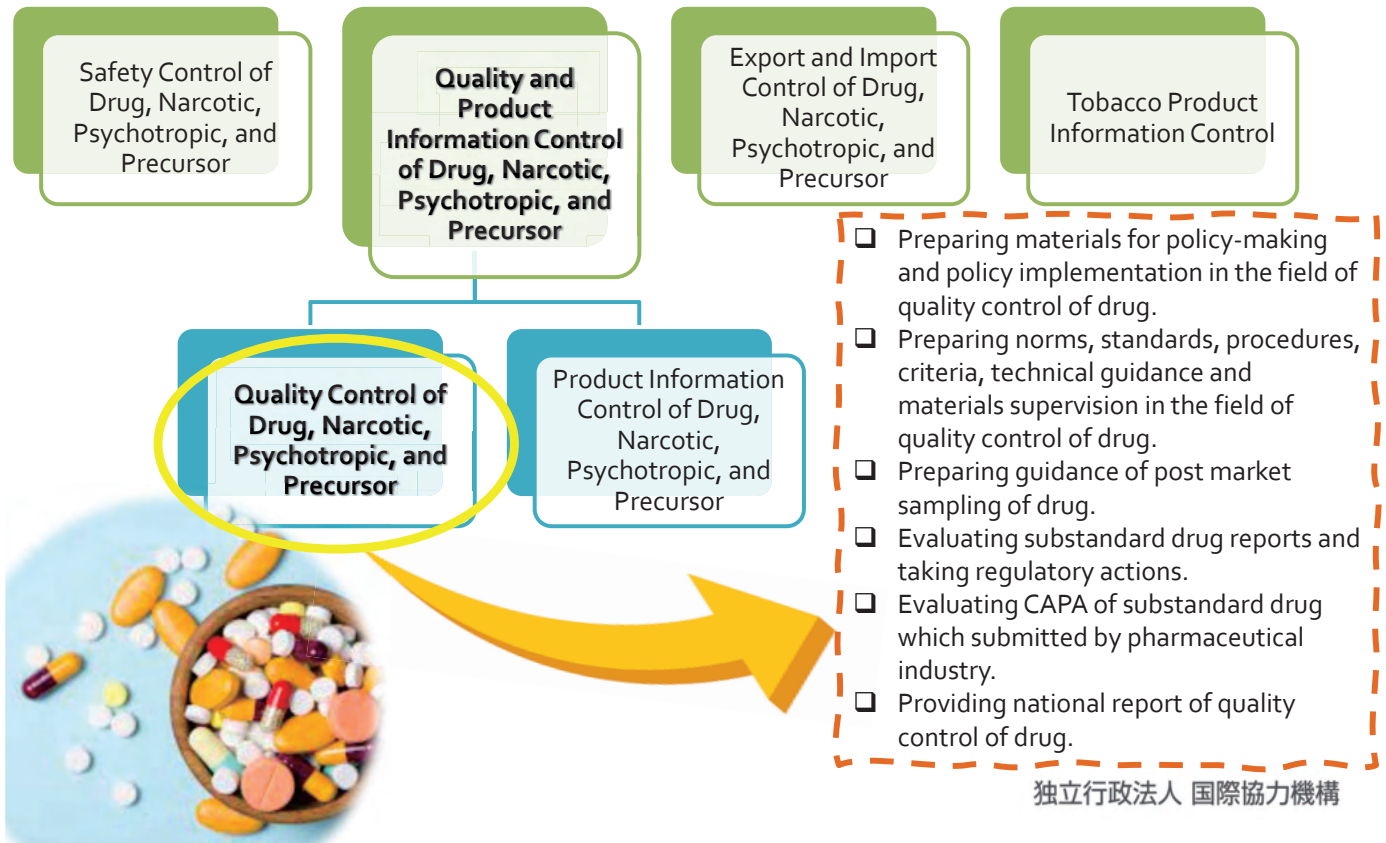 Safety Control of
Drug, Narcotic,
Psychotropic, and
Precursor
Quality and
Product
Information Control
of Drug, Narcotic,
Psychotropic, and
Precursor
Export and Import
Control of Drug,
Narcotic,
Psychotropic, and
Precursor
Tobacco Product
Information Control
Quality Control of
Drug, Narcotic,
Psychotropic, and
Precursor
Product Information
Control of Drug,
Narcotic,
Psychotropic, and
Precursor
❑ Preparing materials for policy-making
and policy implementation in the field of
quality control of drug.
❑ Preparing norms, standards, procedures,
criteria, technical guidance and
materials supervision in the field of
quality control of drug.
❑ Preparing guidance of post market
sampling of drug.
❑ Evaluating substandard drug reports and
taking regulatory actions.
❑ Evaluating CAPA of substandard drug
which submitted by pharmaceutical
industry.
❑ Providing national report of quality
control of drug.
独立行政法人 国際協力機構